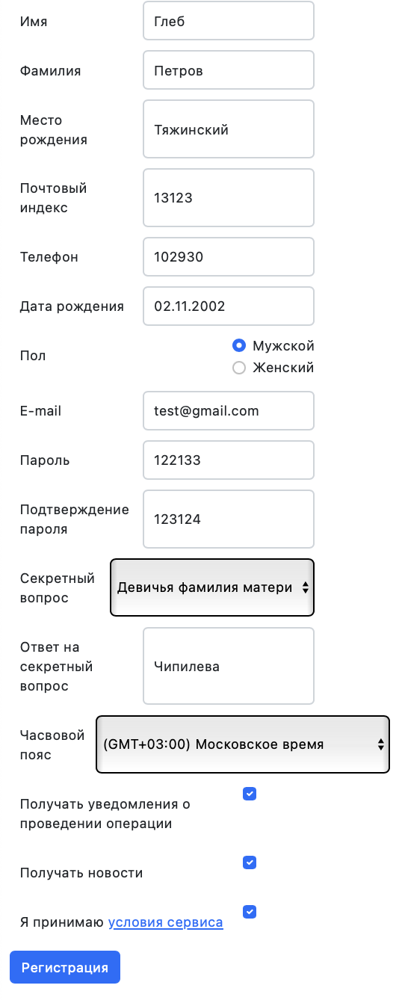 Имя
Глеб
Фамилия
Петров
Место
рождения
Тяжинский
Почтовый
индекс
13123
Телефон
102930
Дата рождения
02.11.2002
Пол
Мужской
Женский
E-mail
test@gmail.com
Пароль
122133
Подтверждение
пароля
123124
Секретный
вопрос
Девичья фамилия матери
Ответ на
секретный
вопрос
Чипилева
Часвовой
пояс
(GMT+03:00) Московское время
Получать уведомления о
проведении операции
Получать новости
Я принимаю условия сервиса
Регистрация